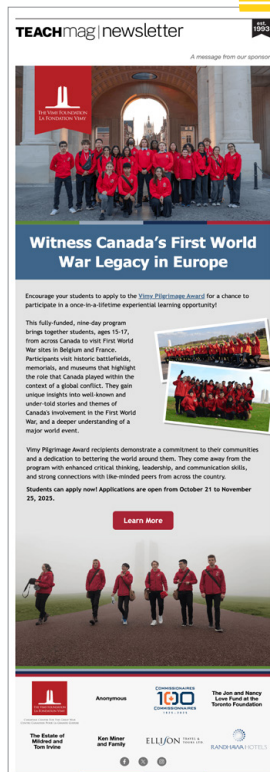 TEACHmag|newsletter
est.
1993
A message from our sponsor
THE VIMY FOUNDATION
LA FONDATION VIMY
Witness Canada's First World
War Legacy in Europe
Encourage your students to apply to the Vimy Pilgrimage Award for a chance to
participate in a once-in-a-lifetime experiential learning opportunity!
This fully-funded, nine-day program
brings together students, ages 15-17,
from across Canada to visit First World
War sites in Belgium and France.
Participants visit historic battlefields,
memorials, and museums that highlight
the role that Canada played within the
context of a global conflict. They gain
unique insights into well-known and
under-told stories and themes of
Canada's involvement in the First World
War, and a deeper understanding of a
major world event.
Vimy Pilgrimage Award recipients demonstrate a commitment to their communities
and a dedication to bettering the world around them. They come away from the
program with enhanced critical thinking, leadership, and communication skills,
and strong connections with like-minded peers from across the country.
Students can apply now! Applications are open from October 21 to November
25, 2025.
Learn More
THE VIMY FOUNDATION
LA FONDATION VIMY
Anonymous
COMMISSIONAIRES
100
COMMISSIONNAIRES
1925 - 2025
The Jon and Nancy
Love Fund at the
Toronto Foundation
The Estate of
Mildred and
Tom Irvine
Ken Miner
and Family
ELLISON TRAVEL &
TOURS LTD
RANDHAWA HOTELS